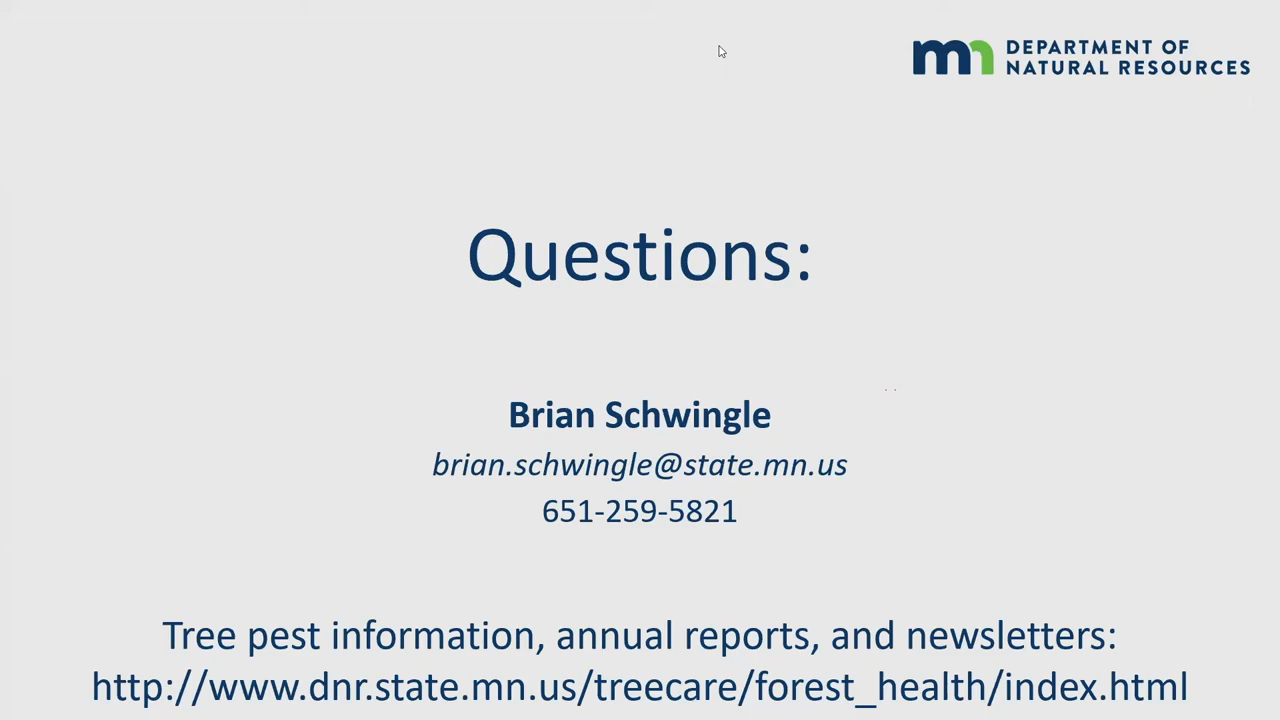 mn DEPARTMENT OF
NATURAL RESOURCES
Questions:
Brian Schwingle
brian.schwingle@state.mn.us
651-259-5821
Tree pest information, annual reports, and newsletters:
http://www.dnr.state.mn.us/treecare/forest_health/index.html